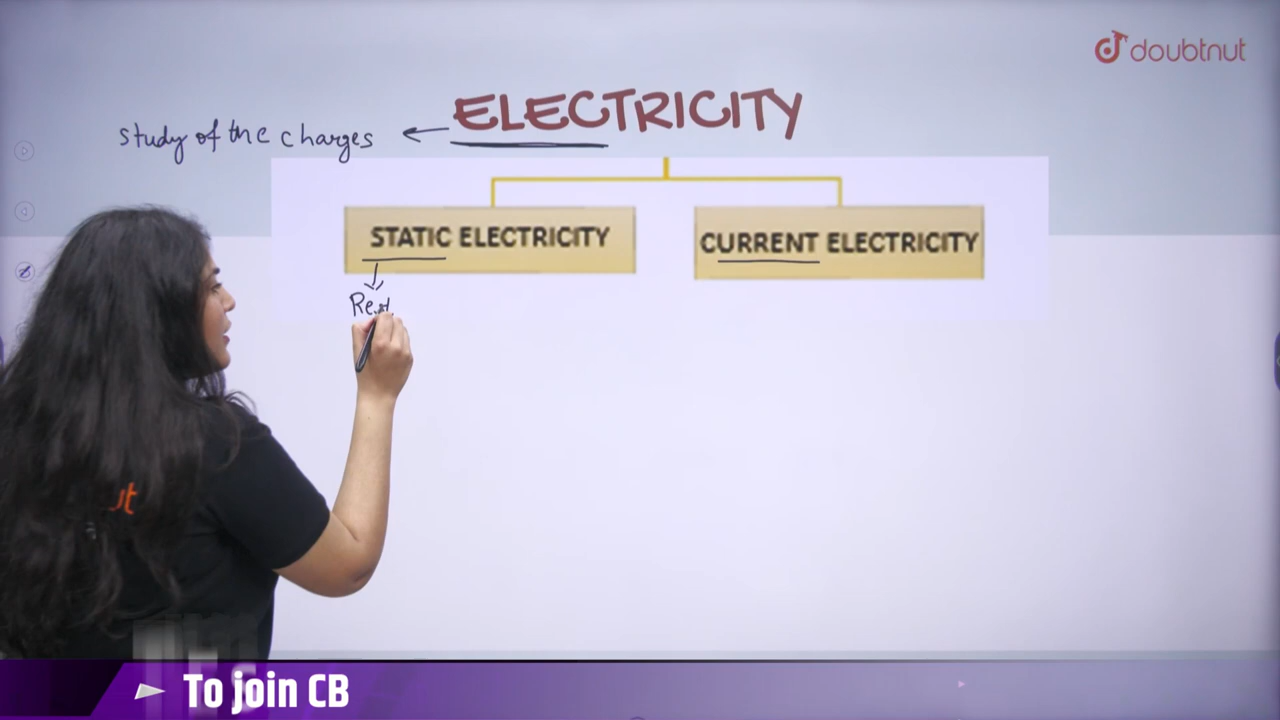 doubtnut
ELECTRICITY
study of the charges
STATIC ELECTRICITY
CURRENT ELECTRICITY
Rest
To join CB